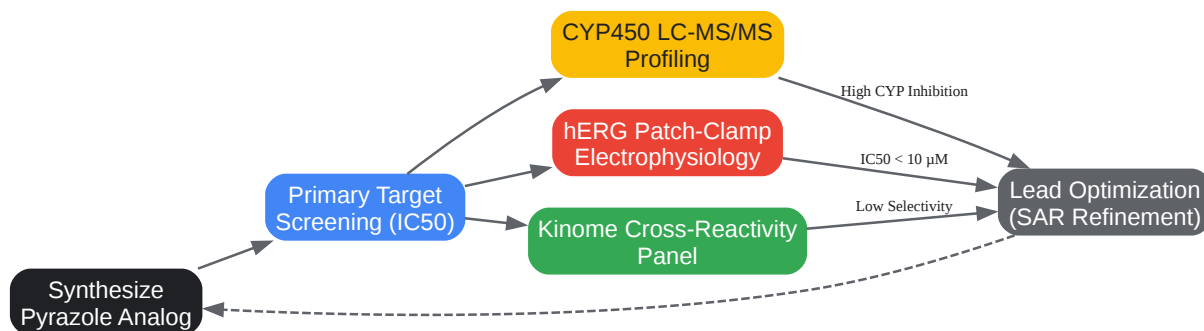 CYP450 LC-MS/MS
Profiling
High CYP Inhibition
hERG Patch-Clamp
Electrophysiology
IC50 < 10 µM
Primary Target
Screening (IC50)
Lead Optimization
(SAR Refinement)
Low Selectivity
Kinome Cross-Reactivity
Panel
Synthesize
Pyrazole Analog